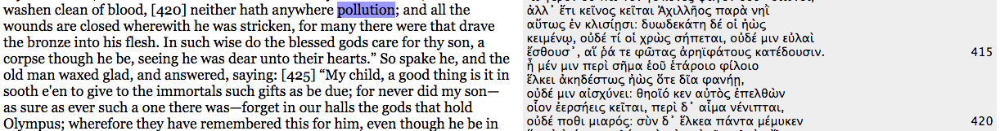 washen clean of blood, [420] neither hath anywhere pollution; and all the
wounds are closed wherewith he was stricken, for many there were that drave
the bronze into his flesh. In such wise do the blessed gods care for thy son, a
corpse though he be, seeing he was dear unto their hearts.” So spake he, and the
old man waxed glad, and answered, saying: [425] “My child, a good thing is it in
sooth e'en to give to the immortals such gifts as be due; for never did my son—
as sure as ever such a one there was—forget in our halls the gods that hold
Olympus; wherefore they have remembered this for him, even though he be in
ἀλλ᾽ ἔτι κεῖνος κεῖται Ἀχιλλῆος παρὰ νηῒ
αὔτως ἐν κλισίῃσι: δυωδεκάτη δέ οἱ ἠὼς
κειμένῳ, οὐδέ τί οἱ χρὼς σήπεται, οὐδέ μιν εὐλαὶ
ἔσθουσ᾽, αἵ ῥά τε φῶτας ἀρηϊφάτους κατέδουσιν. 415
ἦ μέν μιν περὶ σῆμα ἑοῦ ἑτάροιο φίλοιο
ἕλκει ἀκηδέστως ἠὼς ὅτε δῖα φανήῃ,
οὐδέ μιν αἰσχύνει: θηοῖό κεν αὐτὸς ἐπελθὼν
οἷον ἐερσήεις κεῖται, περὶ δ᾽ αἷμα νένιπται,
οὐδέ ποθι μιαρός: σὺν δ᾽ ἕλκεα πάντα μέμυκεν 420